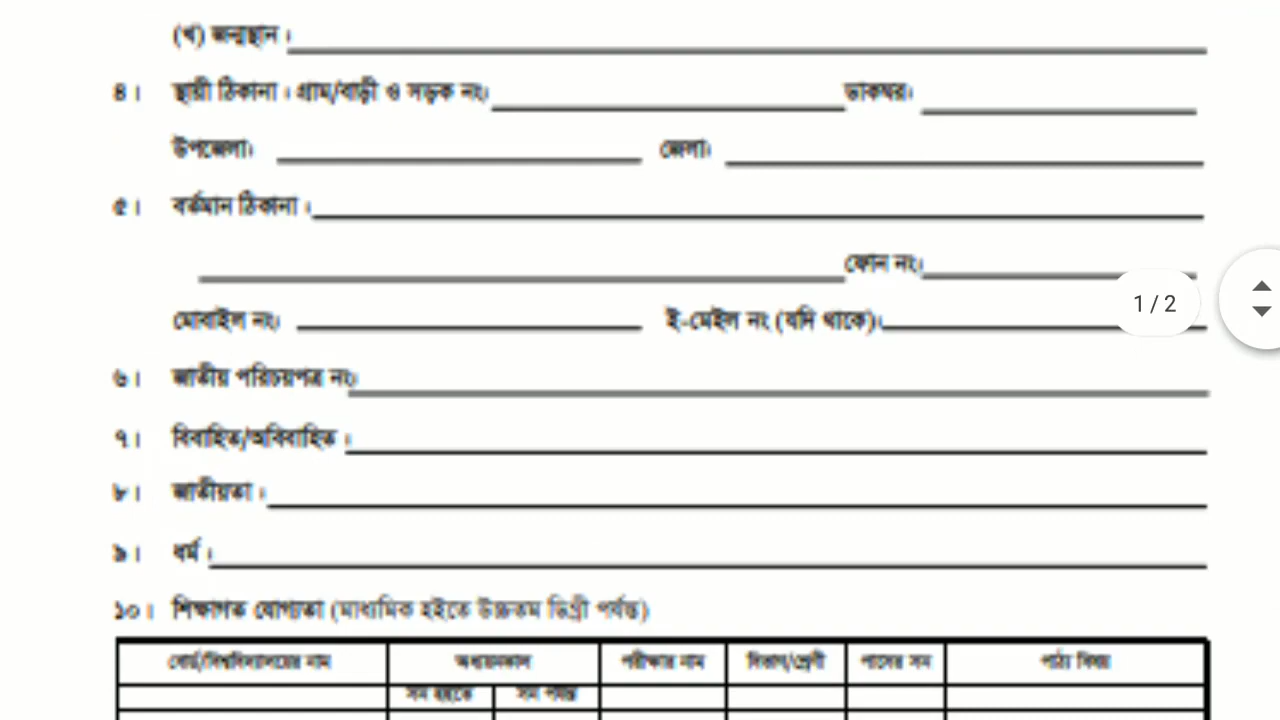 (খ) জন্মস্থান ।
৪। স্থায়ী ঠিকানা । গ্রাম/বাড়ী ও সড়ক নং। ডাকঘর।
উপজেলা। জেলা।
৫। বর্তমান ঠিকানা ।
ফোন নং।
1 / 2
মোবাইল নং। ই-মেইল নং (যদি থাকে)।
৬। জাতীয় পরিচয়পত্র নং
৭। বিবাহিত/অবিবাহিত ।
৮। জাতীয়তা ।
৯। ধর্ম ।
১০। শিক্ষাগত যোগ্যতা (মাধ্যমিক হইতে উচ্চতম ডিগ্রী পর্যন্ত)
বোর্ড/বিশ্ববিদ্যালয়ের নাম অধ্যয়নকাল পরীক্ষার নাম বিভাগ/শ্রেণী পাসের সন পাঠ্য বিষয়
সন হইতে সন পর্যন্ত